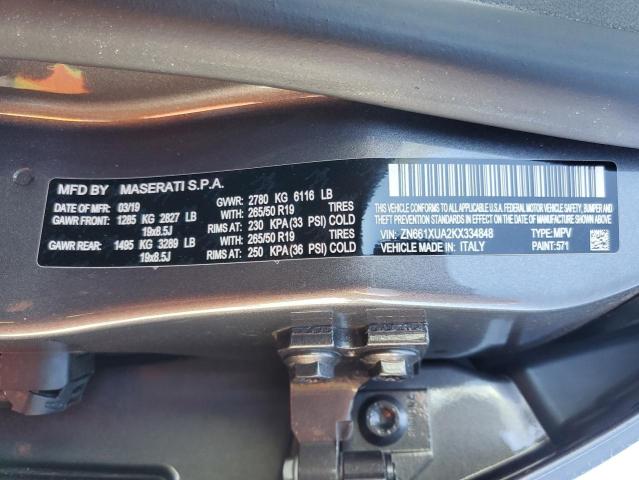 MFD BY MASERATI S.P.A.
DATE OF MFR: 03/19 GVWR: 2780 KG 6116 LB
GAWR FRONT: 1285 KG 2827 LB WITH 265/50 R19 TIRES
19x8.5J RIMS AT 230 KPA (33 PSI) COLD
GAWR REAR: 1495 KG 3289 LB WITH 265/50 R19 TIRES
19x8.5J RIMS AT 250 KPA (36 PSI) COLD
THIS VEHICLE CONFORMS TO ALL APPLICABLE U.S.A. FEDERAL MOTOR
VEHICLE SAFETY, BUMPER, AND THEFT PREVENTION STANDARDS IN
EFFECT ON THE DATE OF MANUFACTURE SHOWN ABOVE.
VIN: ZN661XUA2KX334848 TYPE: MPV
VEHICLE MADE IN: ITALY PAINT: 571